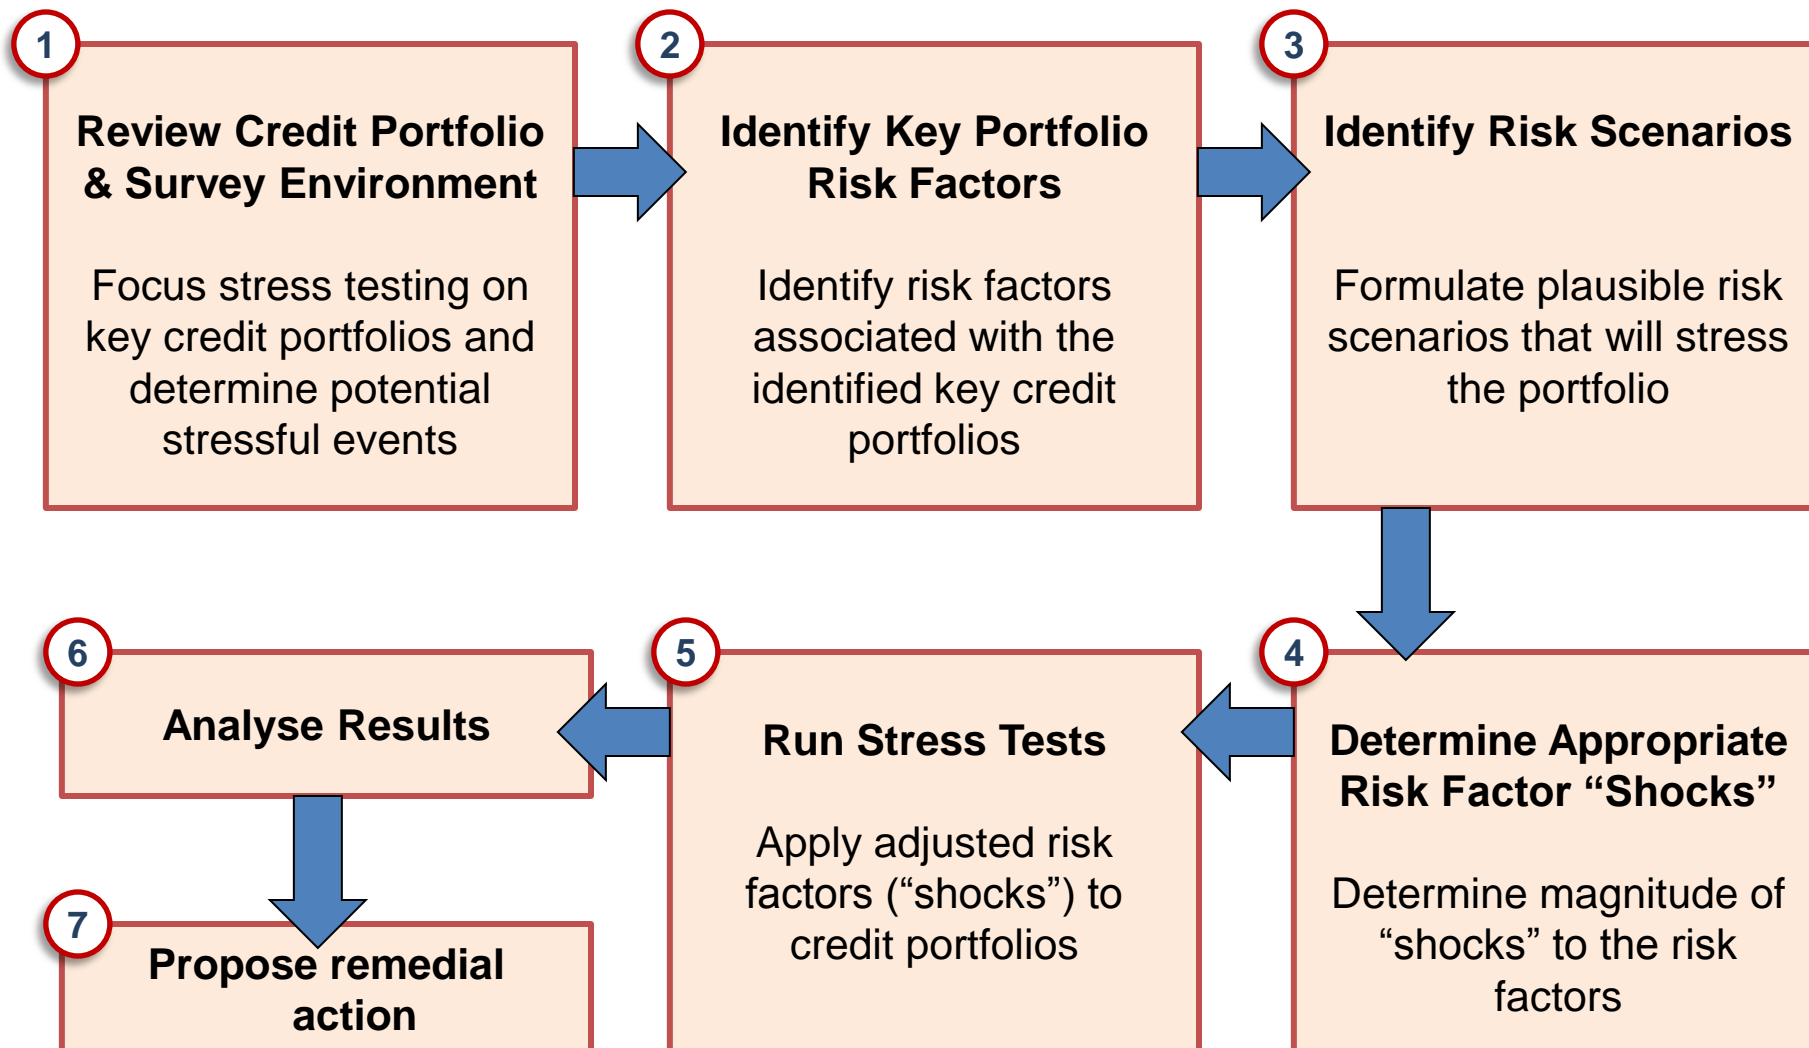 1
Review Credit Portfolio
& Survey Environment
Focus stress testing on
key credit portfolios and
determine potential
stressful events
2
Identify Key Portfolio
Risk Factors
Identify risk factors
associated with the
identified key credit
portfolios
3
Identify Risk Scenarios
Formulate plausible risk
scenarios that will stress
the portfolio
4
Determine Appropriate
Risk Factor “Shocks”
Determine magnitude of
“shocks” to the risk
factors
5
Run Stress Tests
Apply adjusted risk
factors (“shocks”) to
credit portfolios
6
Analyse Results
7
Propose remedial
action